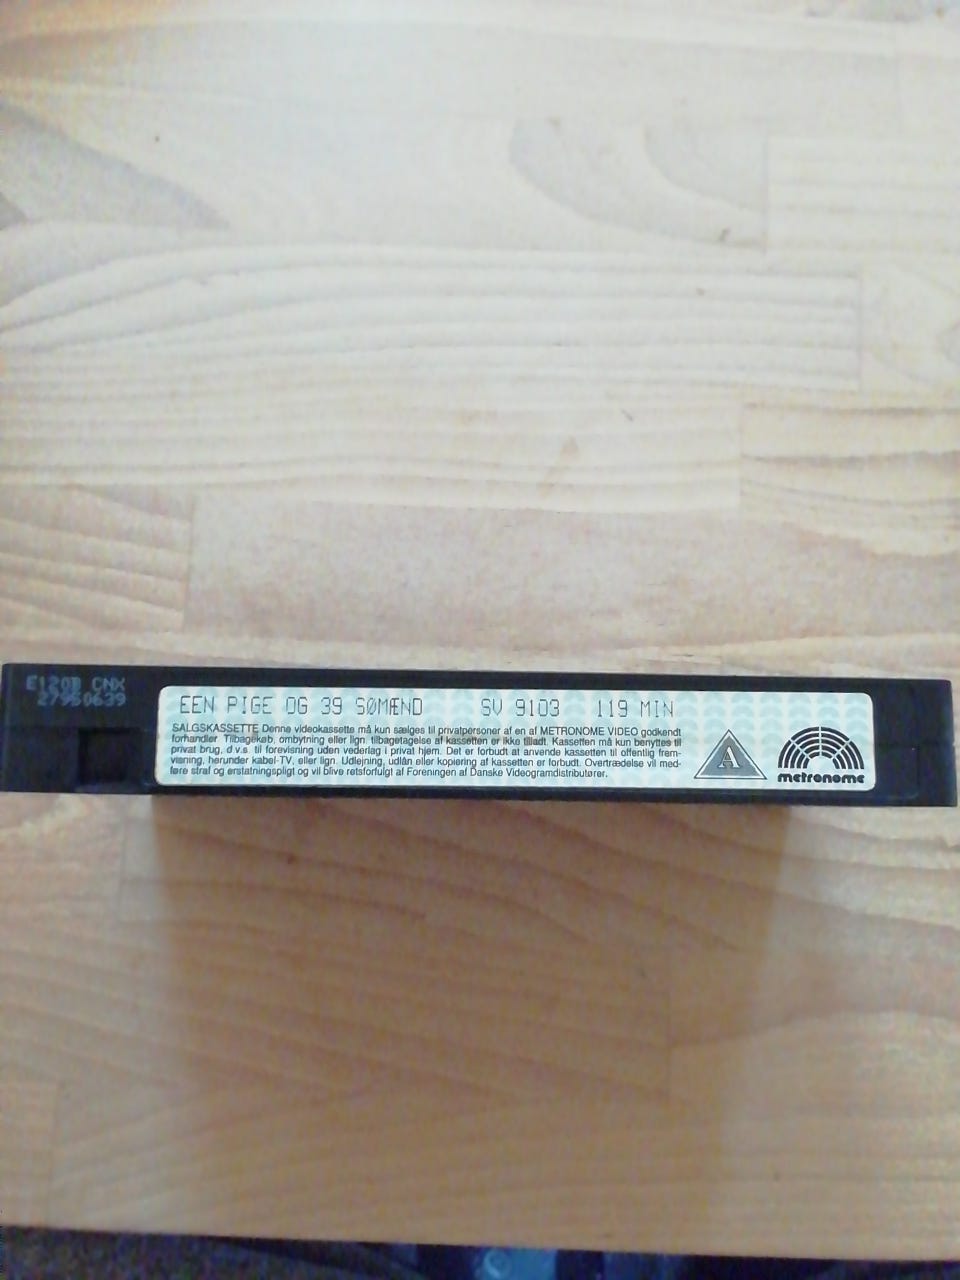 E120B CNX
27950639
EEN PIGE OG 39 SØMÆND SV 9103 119 MIN
SALGSKASSETTE Denne videokassette må kun sælges til privatpersoner af en af METRONOME VIDEO godkendt
forhandler. Tilbagekøb, ombytning eller lign. tilbagetagelse af kassetten er ikke tilladt. Kassetten må kun benyttes til
privat brug, d.v.s. til forevisning uden vederlag i privat hjem. Det er forbudt at anvende kassetten til offentlig frem-
visning, herunder kabel-TV, eller lign. Udlejning, udlån eller kopiering af kassetten er forbudt. Overtrædelse vil med-
føre straf og erstatningspligt og vil blive retsforfulgt af Foreningen af Danske Videogramdistributører.
A
metronome